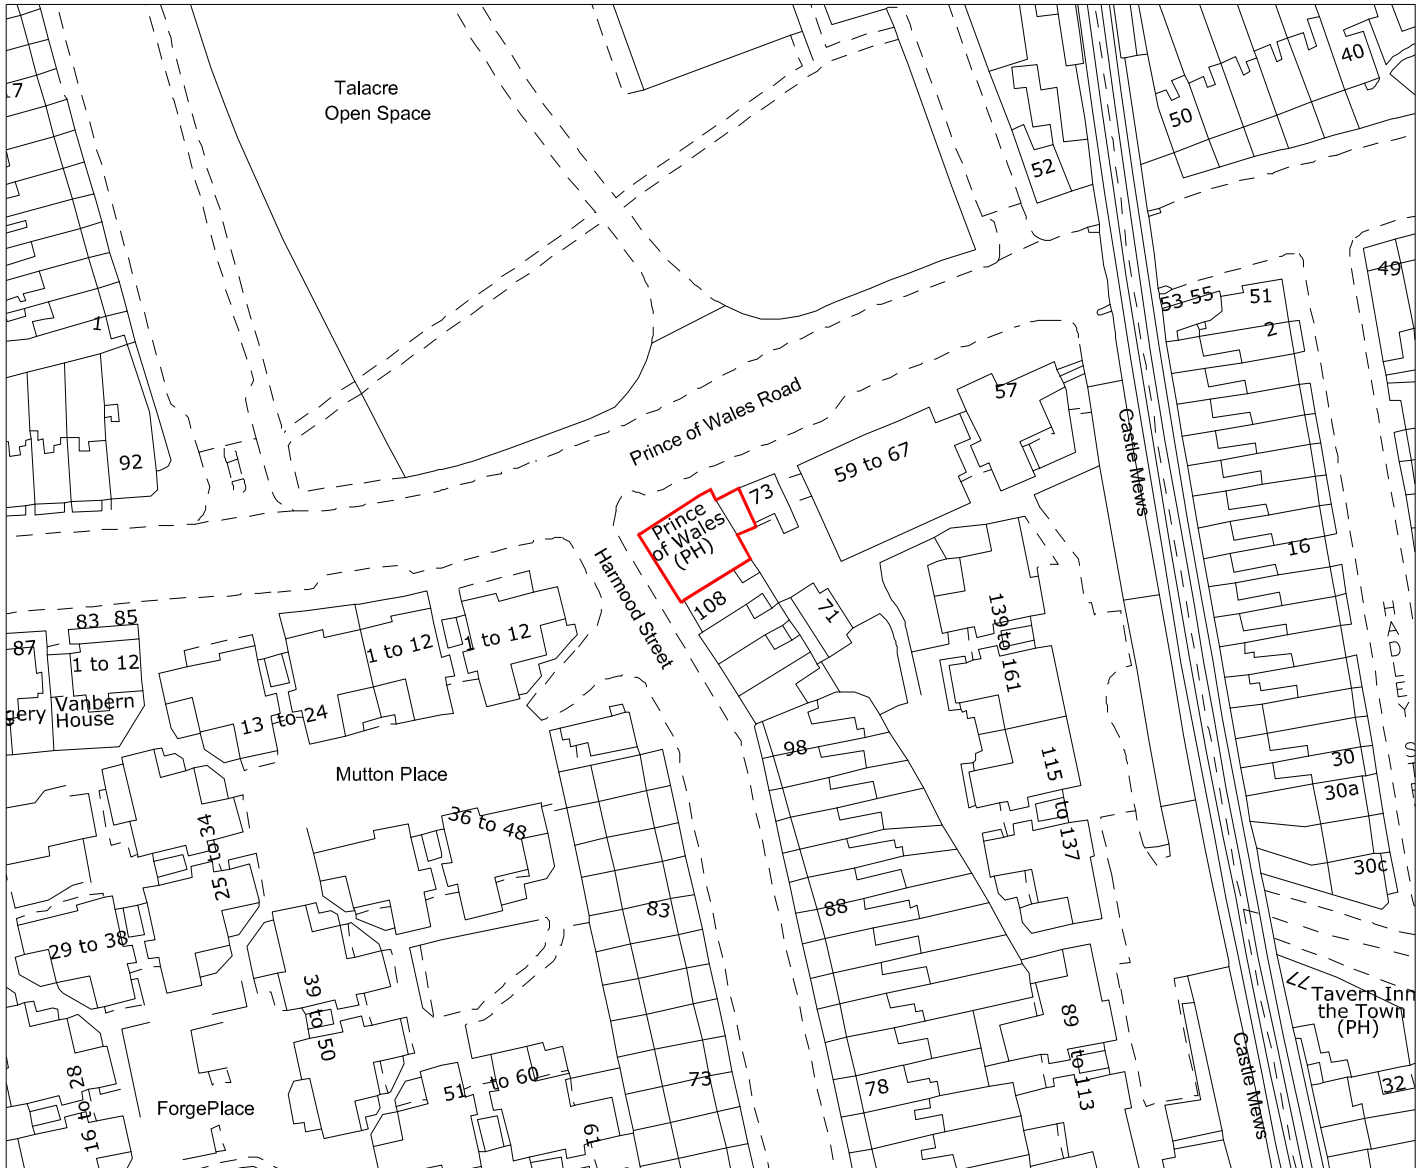 Talacre
Open Space
17
40
50
52
1
92
Prince of Wales Road
57
59 to 67
73
Prince
of Wales
(PH)
Castle Mews
53 55
51
2
49
16
Harmood Street
108
71
139 to 161
83 85
87
1 to 12
Vanbern
House
gery
1 to 12
1 to 12
13 to 24
Mutton Place
98
115 to 137
30
30a
30c
HADLEY ST
36 to 48
25 to 34
29 to 38
83
88
39 to 50
77
Tavern Inn
the Town
(PH)
89 to 113
Castle Mews
16 to 28
ForgePlace
51 to 60
61
73
78
32